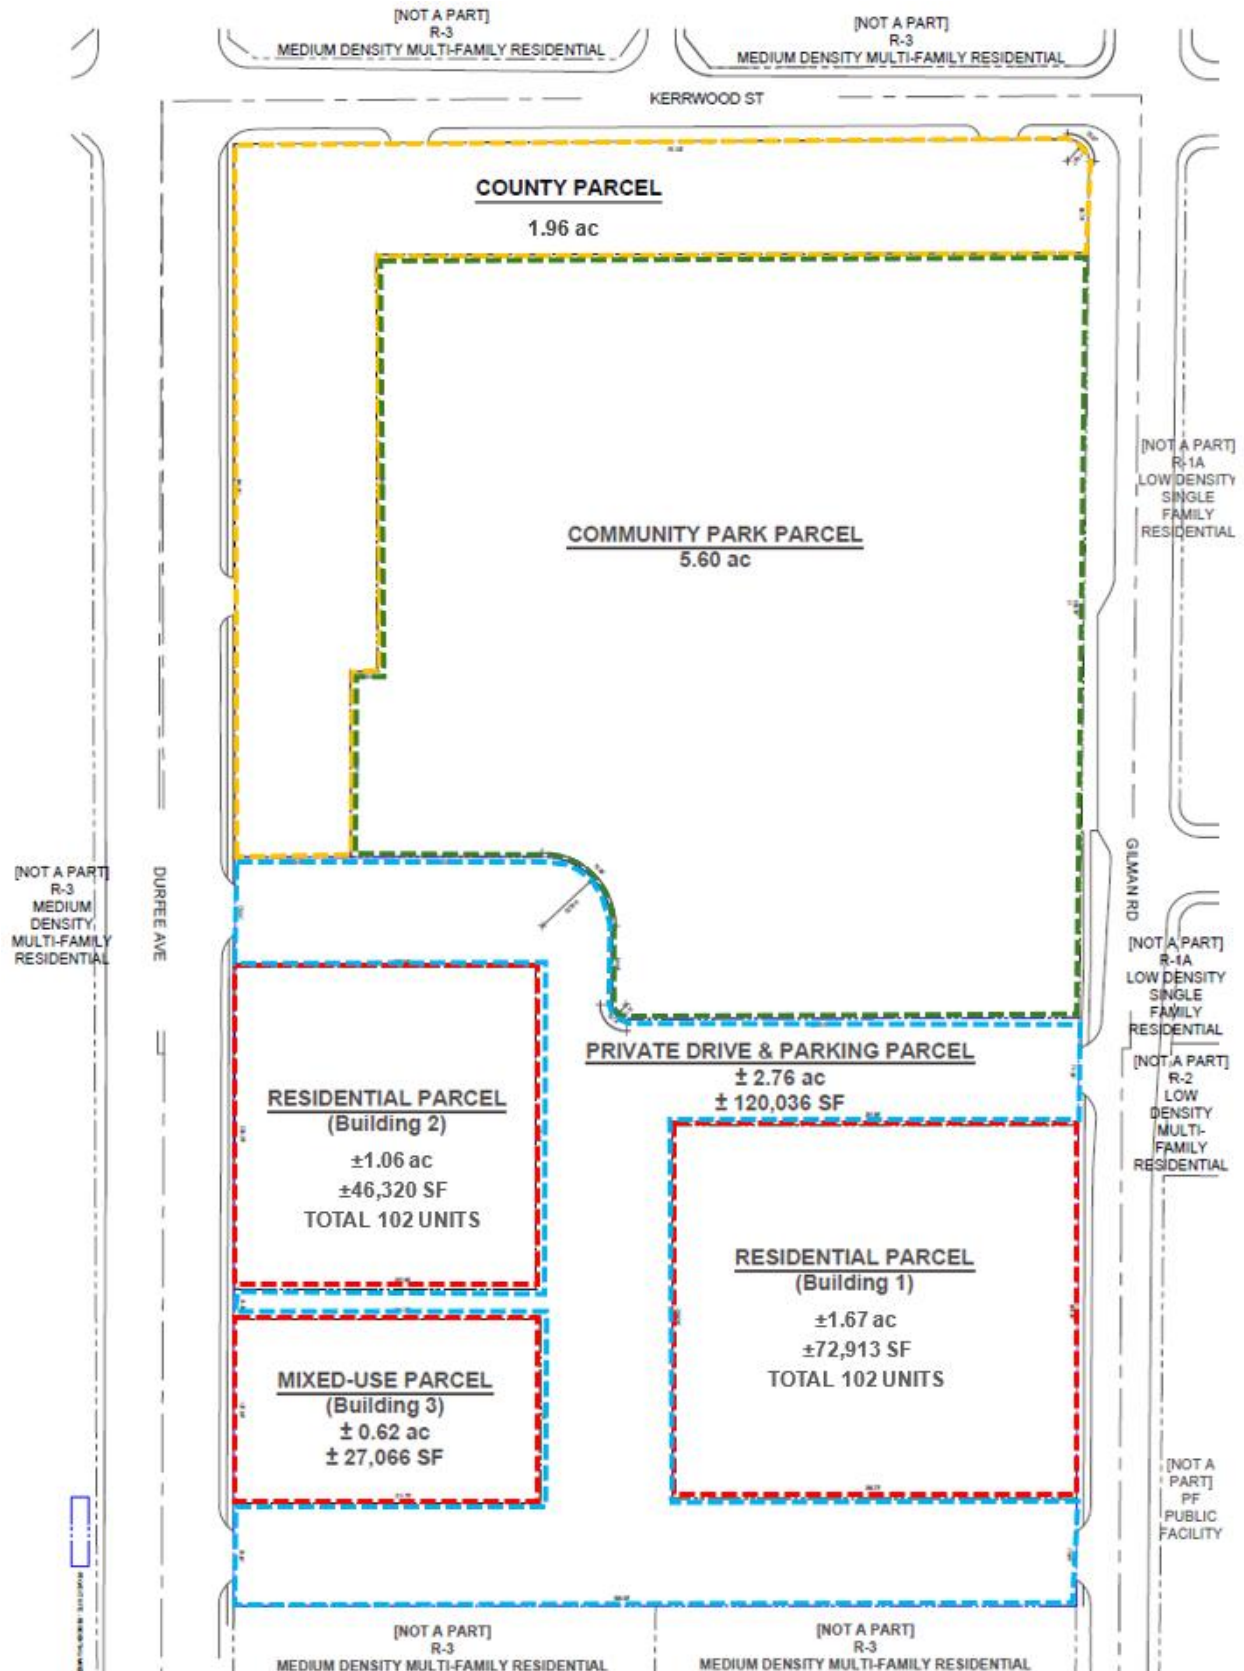 [NOT A PART]
R-3
MEDIUM DENSITY MULTI-FAMILY RESIDENTIAL
[NOT A PART]
R-3
MEDIUM DENSITY MULTI-FAMILY RESIDENTIAL
KERRWOOD ST
COUNTY PARCEL
1.96 ac
[NOT A PART]
R-1A
LOW DENSITY
SINGLE
FAMILY
RESIDENTIAL
COMMUNITY PARK PARCEL
5.60 ac
[NOT A PART]
R-3
MEDIUM
DENSITY
MULTI-FAMILY
RESIDENTIAL
DURFEE AVE
GILMAN RD
[NOT A PART]
R-1A
LOW DENSITY
SINGLE
FAMILY
RESIDENTIAL
PRIVATE DRIVE & PARKING PARCEL
± 2.76 ac
± 120,036 SF
[NOT A PART]
R-2
LOW
DENSITY
MULTI-
FAMILY
RESIDENTIAL
RESIDENTIAL PARCEL
(Building 2)
±1.06 ac
±46,320 SF
TOTAL 102 UNITS
RESIDENTIAL PARCEL
(Building 1)
±1.67 ac
±72,913 SF
TOTAL 102 UNITS
MIXED-USE PARCEL
(Building 3)
± 0.62 ac
± 27,066 SF
[NOT A
PART]
PF
PUBLIC
FACILITY
[NOT A PART]
R-3
MEDIUM DENSITY MULTI-FAMILY RESIDENTIAL
[NOT A PART]
R-3
MEDIUM DENSITY MULTI-FAMILY RESIDENTIAL